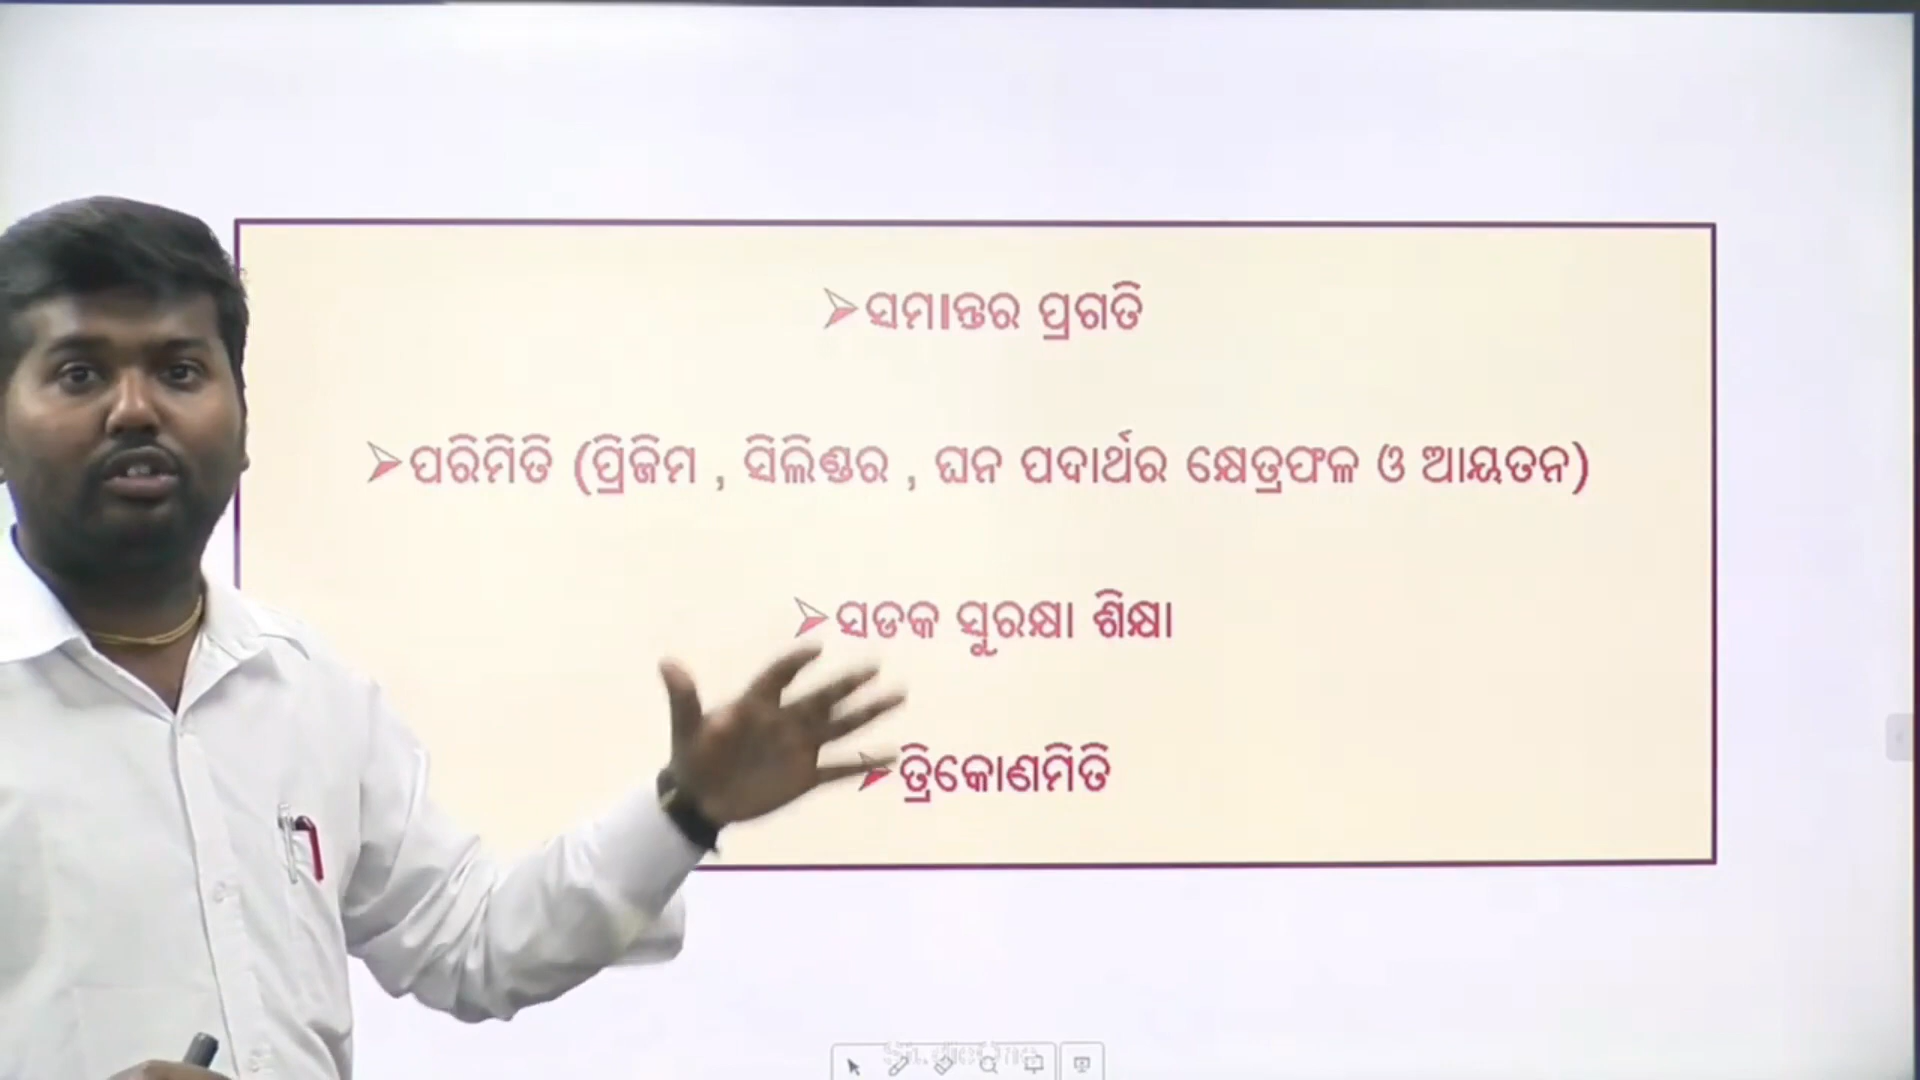 ➢ସମାନ୍ତର ପ୍ରଗତି
➢ପରିମିତି (ପ୍ରିଜିମ , ସିଲିଣ୍ଡର , ଘନ ପଦାର୍ଥର କ୍ଷେତ୍ରଫଳ ଓ ଆୟତନ)
➢ସଡକ ସୁରକ୍ଷା ଶିକ୍ଷା
➢ତ୍ରିକୋଣମିତି